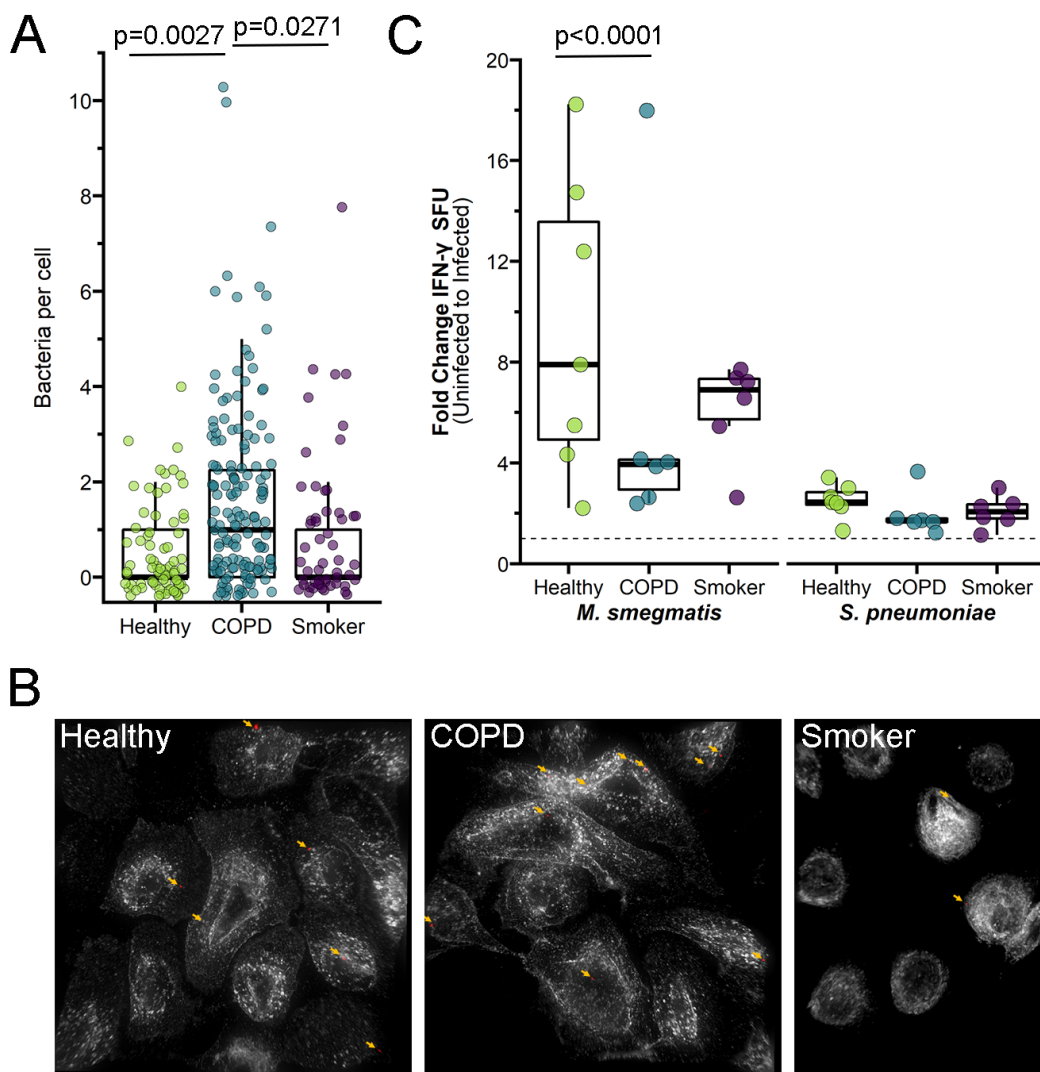 A
p=0.0027
p=0.0271
Bacteria per cell
10
8
6
4
2
0
Healthy
COPD
Smoker
C
p<0.0001
Fold Change IFN-γ SFU
(Uninfected to Infected)
20
16
12
8
4
0
Healthy
COPD
Smoker
Healthy
COPD
Smoker
M. smegmatis
S. pneumoniae
B
Healthy
COPD
Smoker